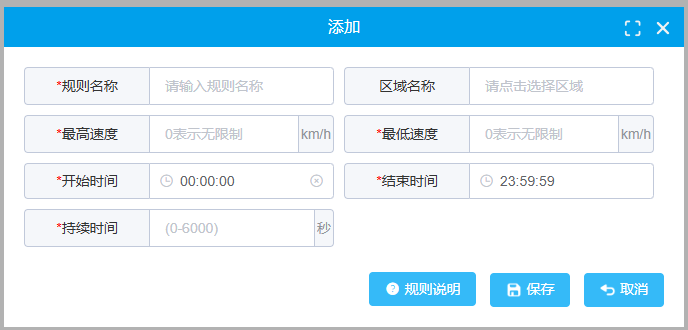 添加
*规则名称 请输入规则名称 区域名称 请点击选择区域
*最高速度 0表示无限制 km/h *最低速度 0表示无限制 km/h
*开始时间 00:00:00 *结束时间 23:59:59
*持续时间 (0-6000) 秒
规则说明 保存 取消